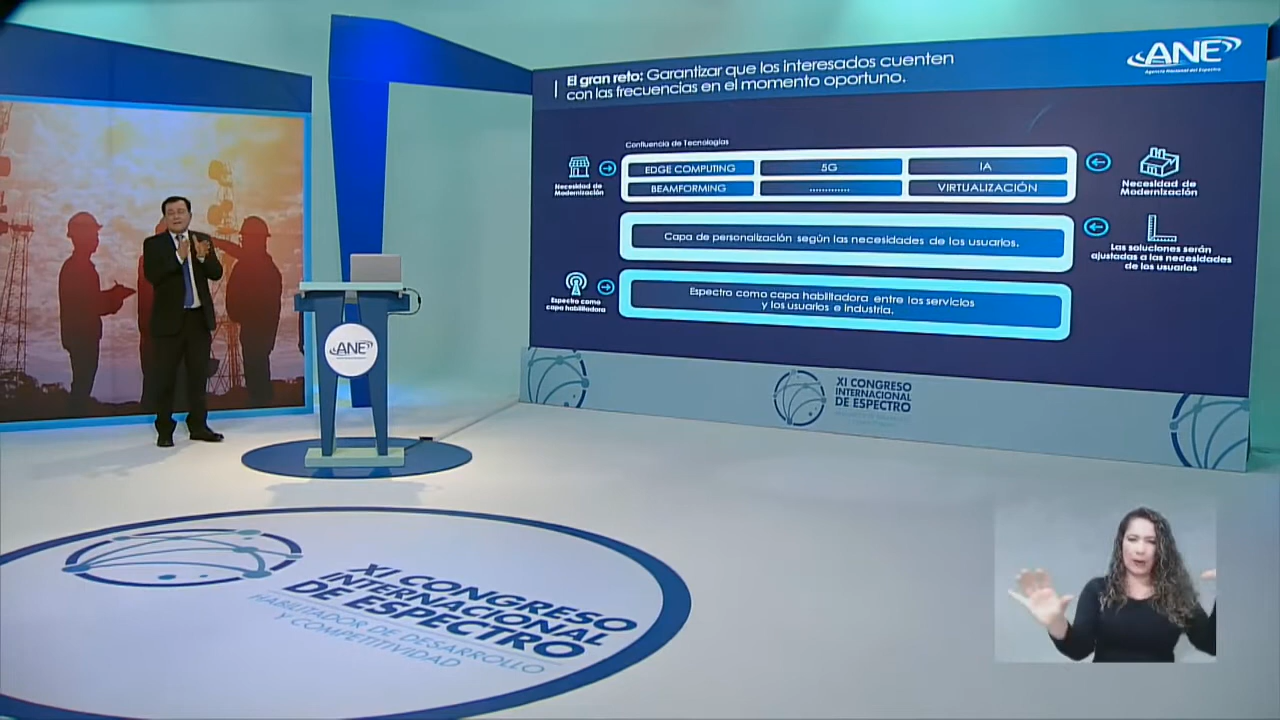 El gran reto: Garantizar que los interesados cuenten
con las frecuencias en el momento oportuno.
ANE
Agencia Nacional del Espectro
Confluencia de Tecnologías
Necesidad de
Modernización
EDGE COMPUTING
5G
IA
BEAMFORMING
.............
VIRTUALIZACIÓN
Necesidad de
Modernización
Capa de personalización según las necesidades de los usuarios.
Las soluciones serán
ajustadas a las necesidades
de los usuarios
Espectro como
capa habilitadora
Espectro como capa habilitadora entre los servicios
y los usuarios e industria.
ANE
XI CONGRESO
INTERNACIONAL
DE ESPECTRO
XI CONGRESO
INTERNACIONAL
DE ESPECTRO
HABILITADOR DE DESARROLLO
Y COMPETITIVIDAD